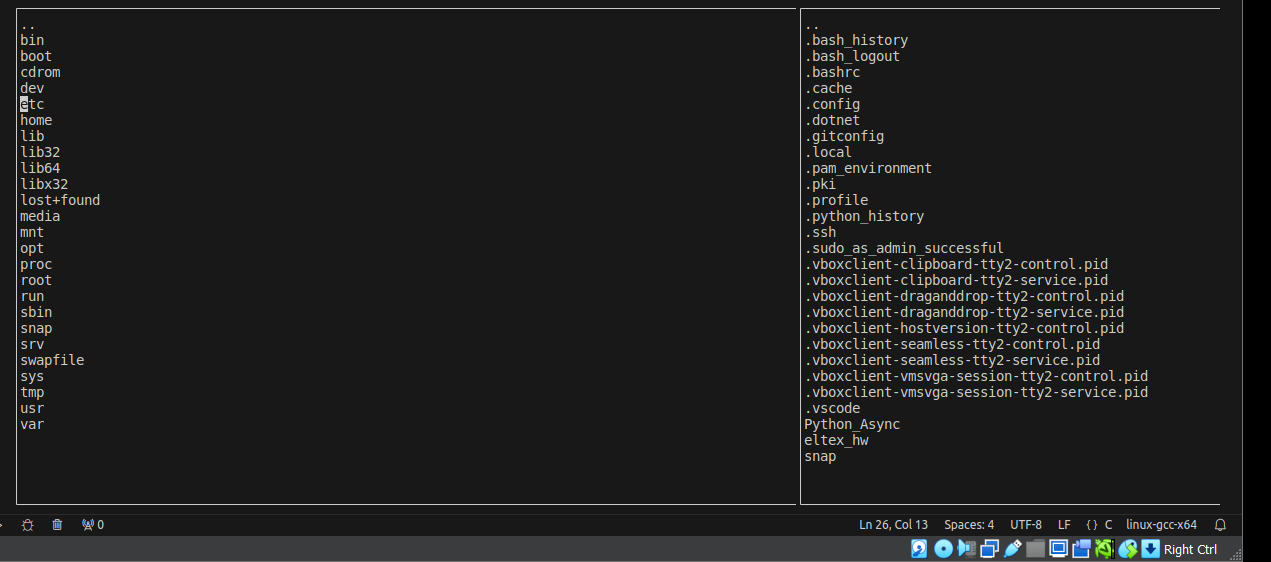 ..
bin
boot
cdrom
dev
etc
home
lib
lib32
lib64
libx32
lost+found
media
mnt
opt
proc
root
run
sbin
snap
srv
swapfile
sys
tmp
usr
var
..
.bash_history
.bash_logout
.bashrc
.cache
.config
.dotnet
.gitconfig
.local
.pam_environment
.pki
.profile
.python_history
.ssh
.sudo_as_admin_successful
.vboxclient-clipboard-tty2-control.pid
.vboxclient-clipboard-tty2-service.pid
.vboxclient-draganddrop-tty2-control.pid
.vboxclient-draganddrop-tty2-service.pid
.vboxclient-hostversion-tty2-control.pid
.vboxclient-seamless-tty2-control.pid
.vboxclient-seamless-tty2-service.pid
.vboxclient-vmsvga-session-tty2-control.pid
.vboxclient-vmsvga-session-tty2-service.pid
.vscode
Python_Async
eltex_hw
snap
0 Ln 26, Col 13 Spaces: 4 UTF-8 LF {} C linux-gcc-x64
Right Ctrl